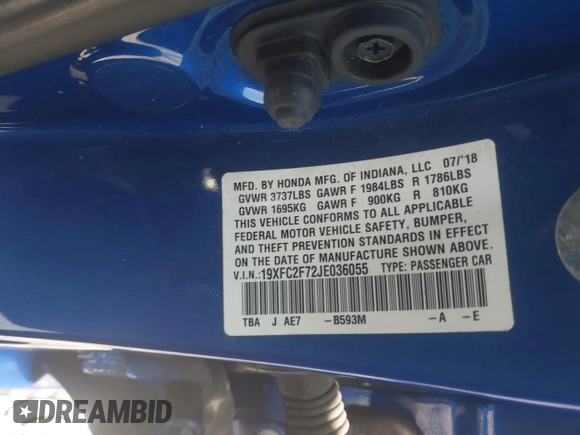 MFD. BY HONDA MFG. OF INDIANA, LLC 07/'18
GVWR 3737LBS GAWR F 1984LBS R 1786LBS
GVWR 1695KG GAWR F 900KG R 810KG
THIS VEHICLE CONFORMS TO ALL APPLICABLE
FEDERAL MOTOR VEHICLE SAFETY, BUMPER,
AND THEFT PREVENTION STANDARDS IN EFFECT
ON THE DATE OF MANUFACTURE SHOWN ABOVE.
V.I.N.:19XFC2F72JE036055 TYPE: PASSENGER CAR
TBA J AE7 -B593M -A -E
DREAMBID